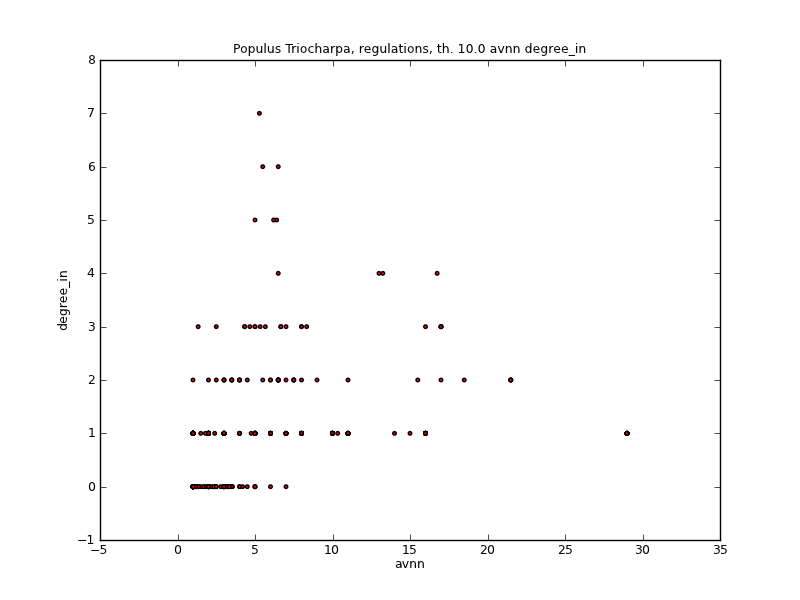 Populus Triocharpa, regulations, th. 10.0 avnn degree_in
8
7
6
5
4
3
2
1
0
−1
degree_in
−5 0 5 10 15 20 25 30 35
avnn